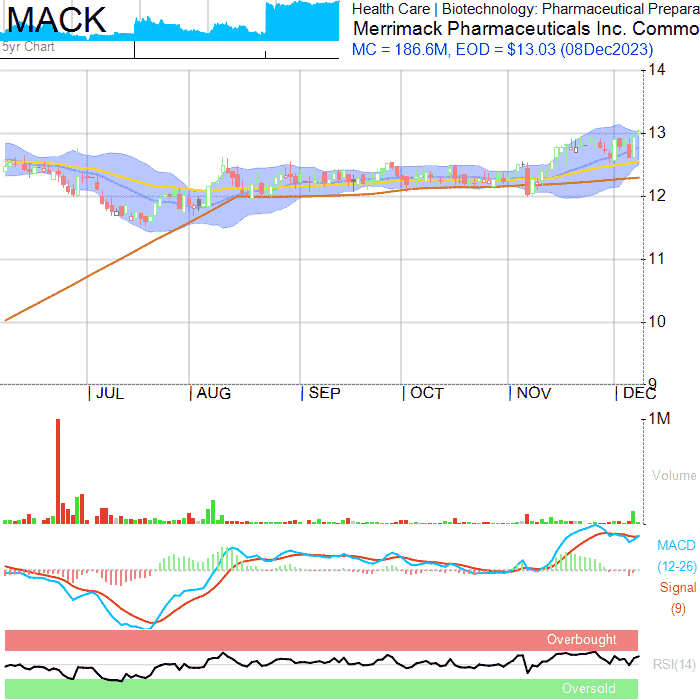 MACK
5yr Chart
Health Care | Biotechnology: Pharmaceutical Prepara
Merrimack Pharmaceuticals Inc. Commo
MC = 186.6M, EOD = $13.03 (08Dec2023)
14
13
12
11
10
9
| JUL | AUG | SEP | OCT | NOV | DEC
1M
Volume
MACD
(12-26)
Signal
(9)
Overbought
RSI(14)
Oversold